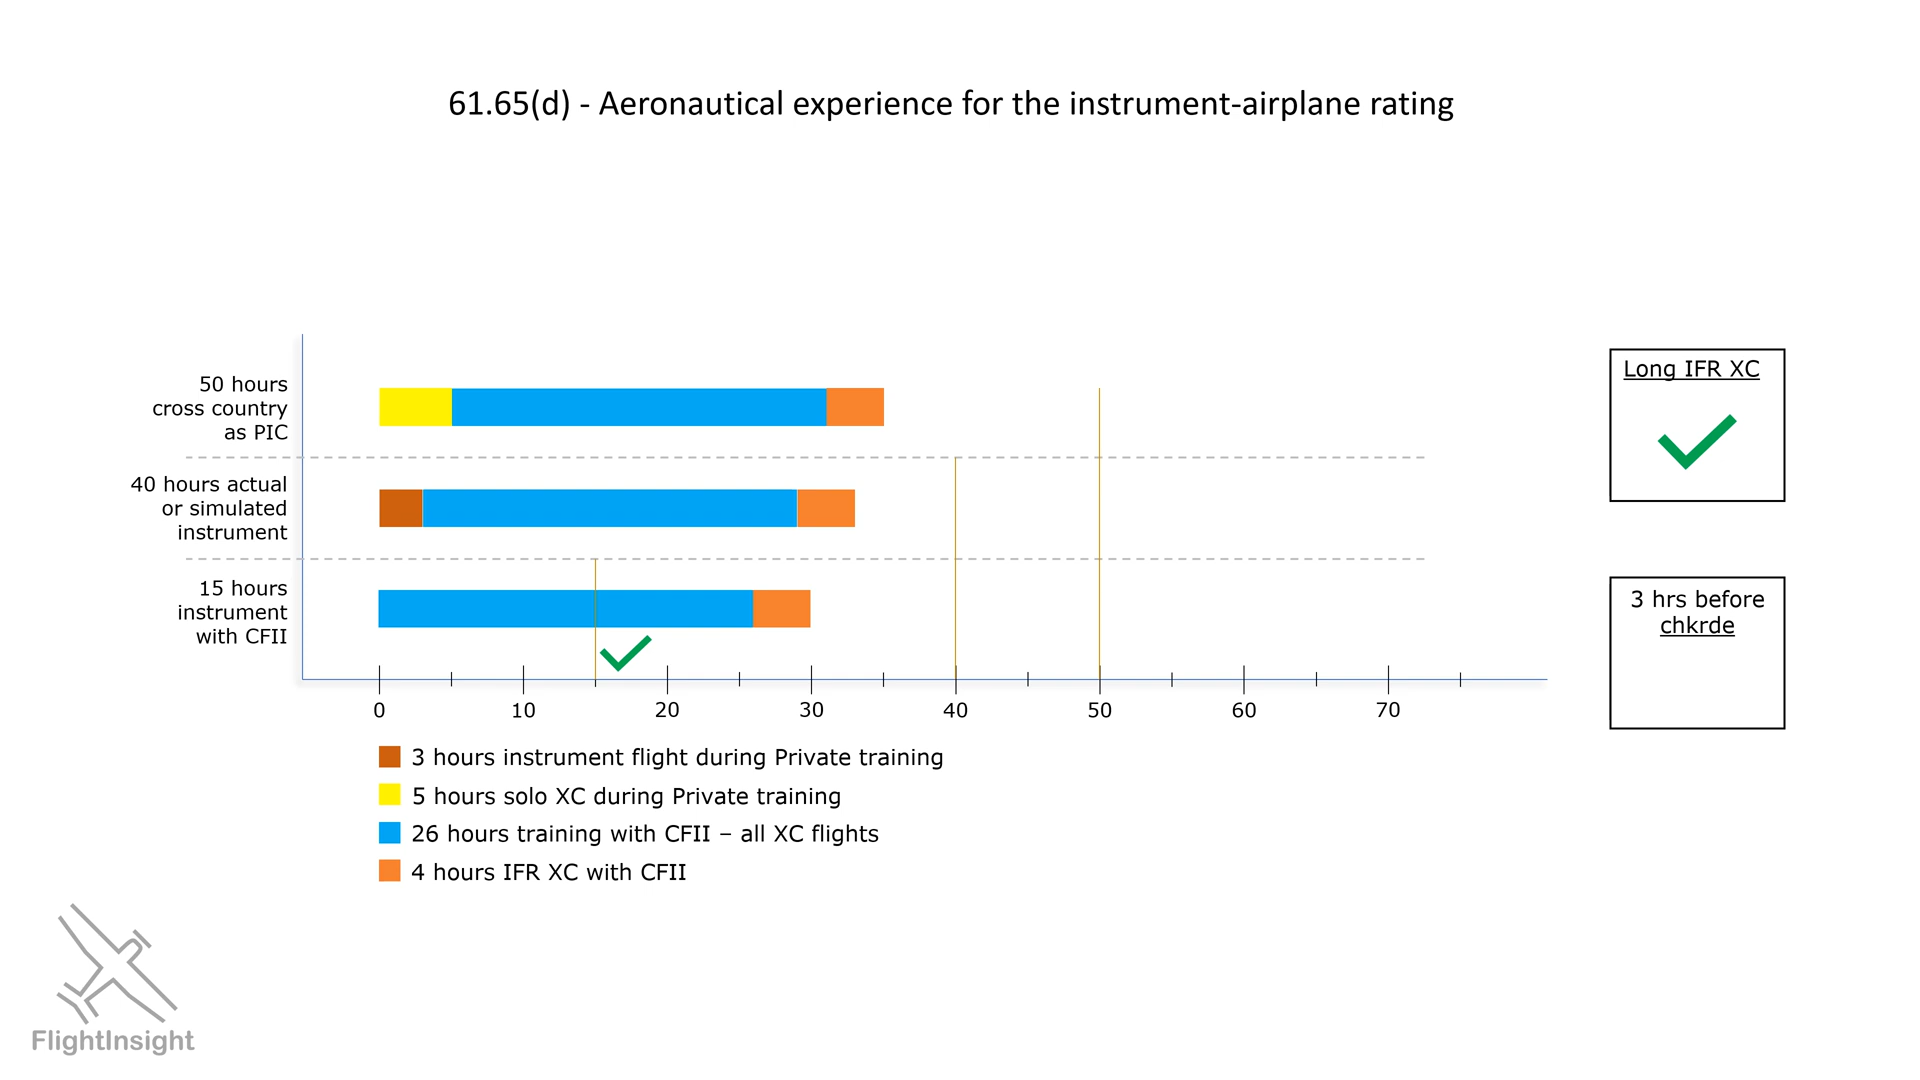 61.65(d) - Aeronautical experience for the instrument-airplane rating
50 hours
cross country
as PIC
40 hours actual
or simulated
instrument
15 hours
instrument
with CFII
0 10 20 30 40 50 60 70
3 hours instrument flight during Private training
5 hours solo XC during Private training
26 hours training with CFII – all XC flights
4 hours IFR XC with CFII
Long IFR XC
3 hrs before
chkrde
FlightInsight